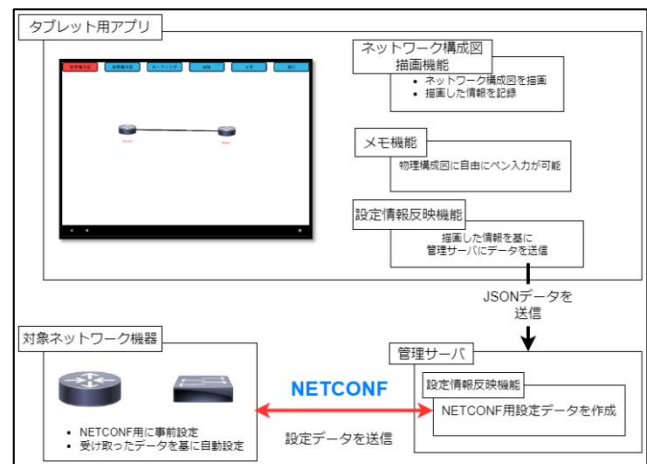 タブレット用アプリ
ネットワーク構成図
描画機能
• ネットワーク構成図を描画
• 描画した情報を記録
メモ機能
物理構成図に自由にペン入力が可能
設定情報反映機能
描画した情報を基に
管理サーバにデータを送信
JSONデータを
送信
対象ネットワーク機器
• NETCONF用に事前設定
• 受け取ったデータを基に自動設定
NETCONF
設定データを送信
管理サーバ
設定情報反映機能
NETCONF用設定データを作成